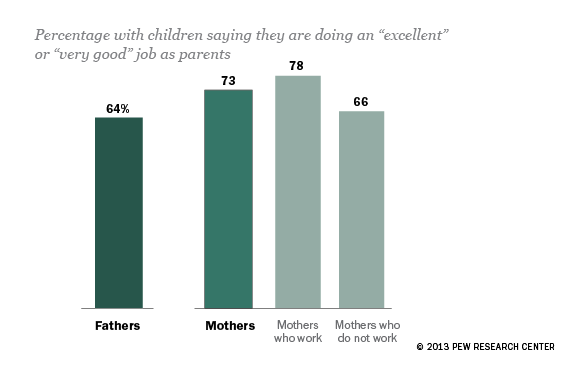 Percentage with children saying they are doing an “excellent”
or “very good” job as parents
64%
73
78
66
Fathers
Mothers
Mothers
who work
Mothers who
do not work
© 2013 PEW RESEARCH CENTER